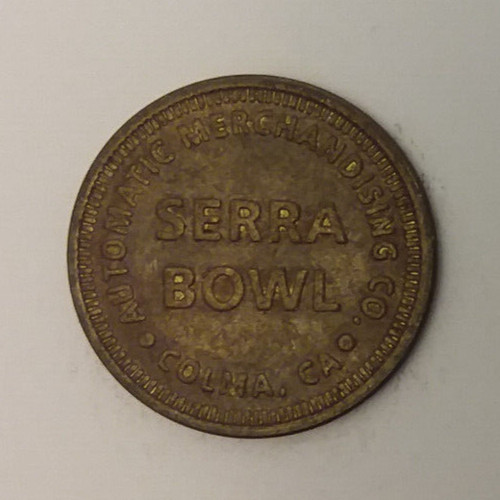 AUTOMATIC MERCHANDISING CO.
SERRA
BOWL
COLMA, CA